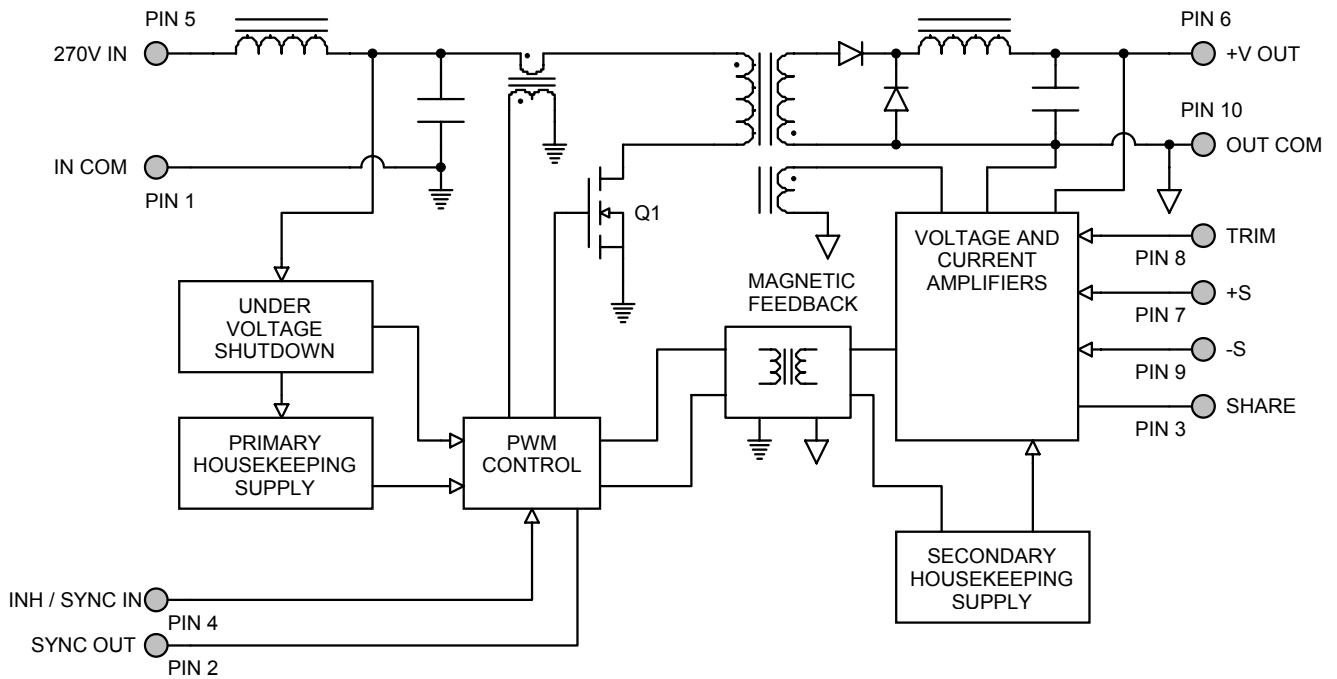 PIN 5
270V IN
IN COM
PIN 1
PIN 6
+V OUT
PIN 10
OUT COM
Q1
UNDER
VOLTAGE
SHUTDOWN
PRIMARY
HOUSEKEEPING
SUPPLY
PWM
CONTROL
MAGNETIC
FEEDBACK
VOLTAGE AND
CURRENT
AMPLIFIERS
TRIM
PIN 8
+S
PIN 7
-S
PIN 9
SHARE
PIN 3
SECONDARY
HOUSEKEEPING
SUPPLY
INH / SYNC IN
PIN 4
SYNC OUT
PIN 2